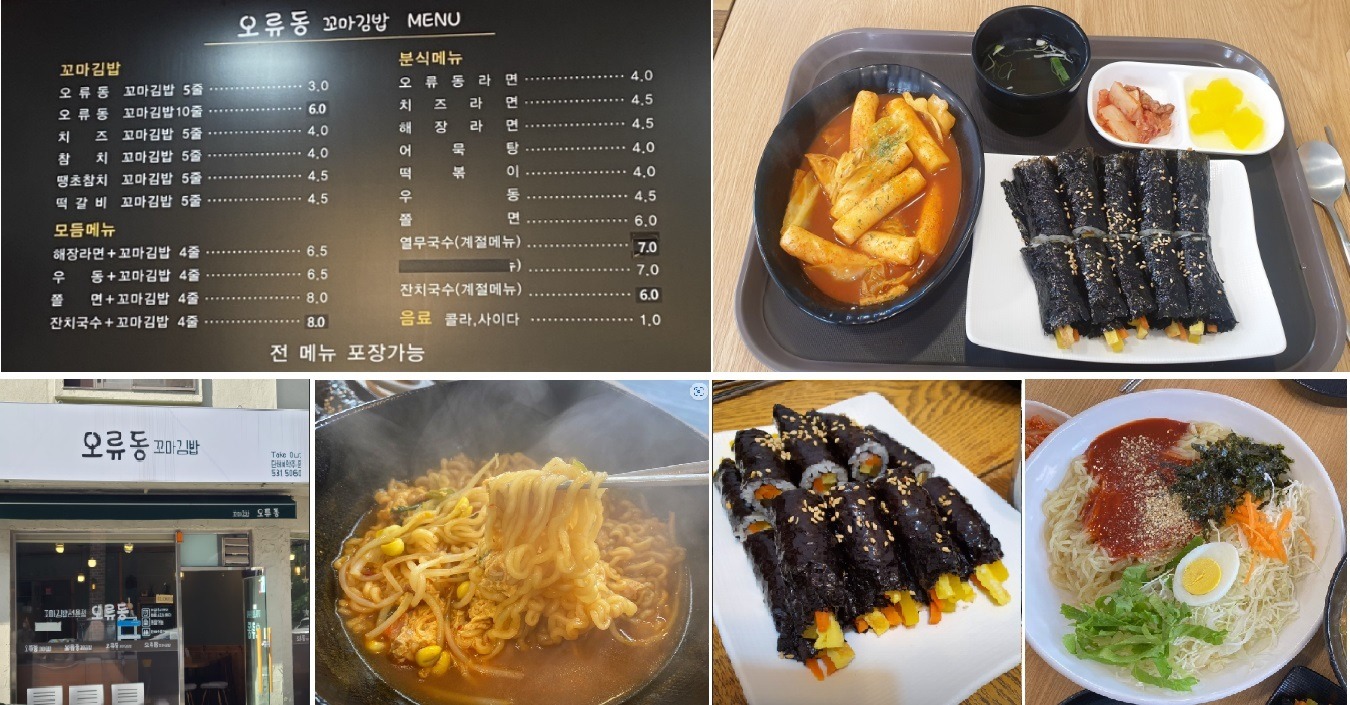 오류동 꼬마김밥 MENU
꼬마김밥
오류동 꼬마김밥 5줄 3.0
오류동 꼬마김밥10줄 6.0
치즈 꼬마김밥 5줄 4.0
참치 꼬마김밥 5줄 4.0
땡초참치 꼬마김밥 5줄 4.5
떡갈비 꼬마김밥 5줄 4.5
모듬메뉴
해장라면+꼬마김밥 4줄 6.5
우동+꼬마김밥 4줄 6.5
쫄면+꼬마김밥 4줄 8.0
잔치국수+꼬마김밥 4줄 8.0
분식메뉴
오류동라면 4.0
치즈라면 4.5
해장라면 4.5
어묵탕 4.0
떡볶이 4.0
우동 4.5
쫄면 6.0
열무국수(계절메뉴) 7.0
) 7.0
잔치국수(계절메뉴) 6.0
음료 콜라,사이다 1.0
전 메뉴 포장가능
오류동 꼬마김밥
Take Out
531 5060
오류동
오류동